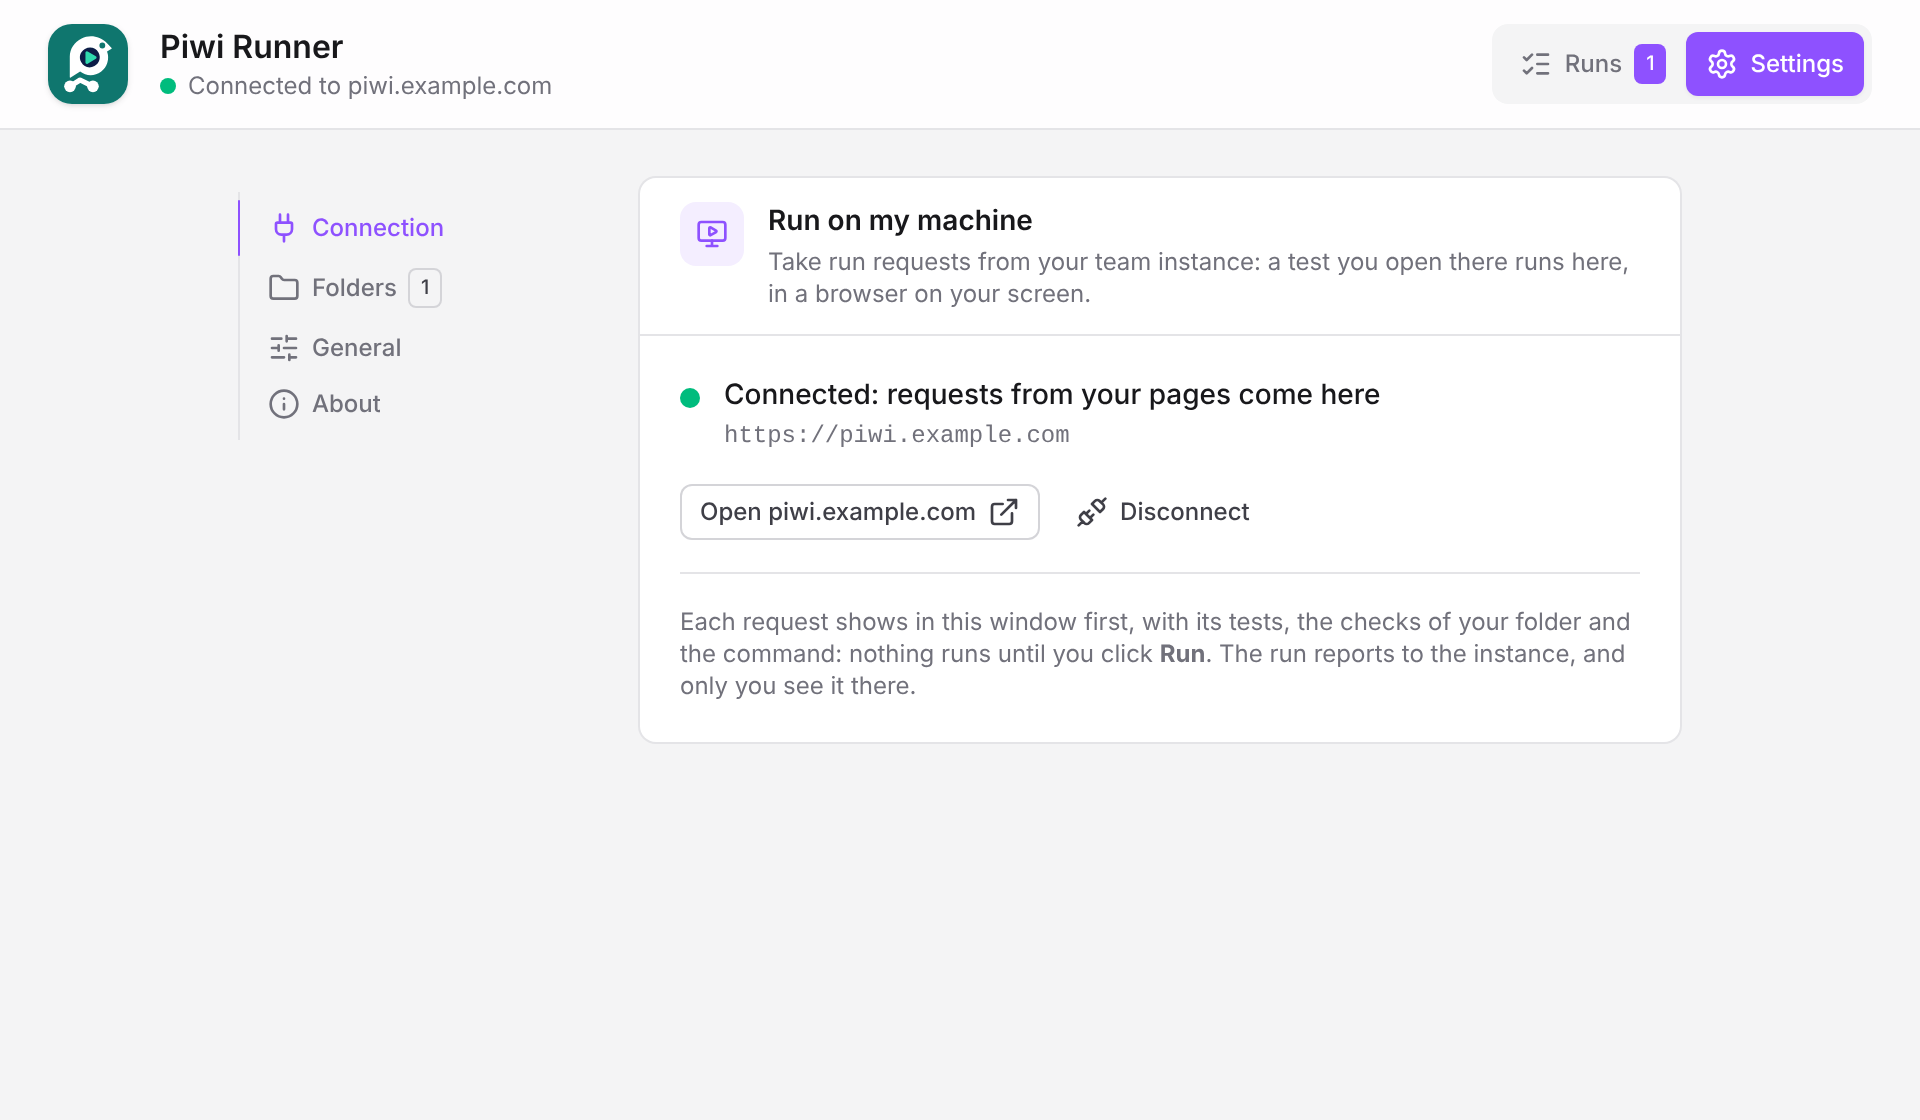 Piwi Runner
Connected to piwi.example.com
Runs 1
Settings
Connection
Folders 1
General
About
Run on my machine
Take run requests from your team instance: a test you open there runs here,
in a browser on your screen.
Connected: requests from your pages come here
https://piwi.example.com
Open piwi.example.com
Disconnect
Each request shows in this window first, with its tests, the checks of your folder and
the command: nothing runs until you click Run. The run reports to the instance, and
only you see it there.